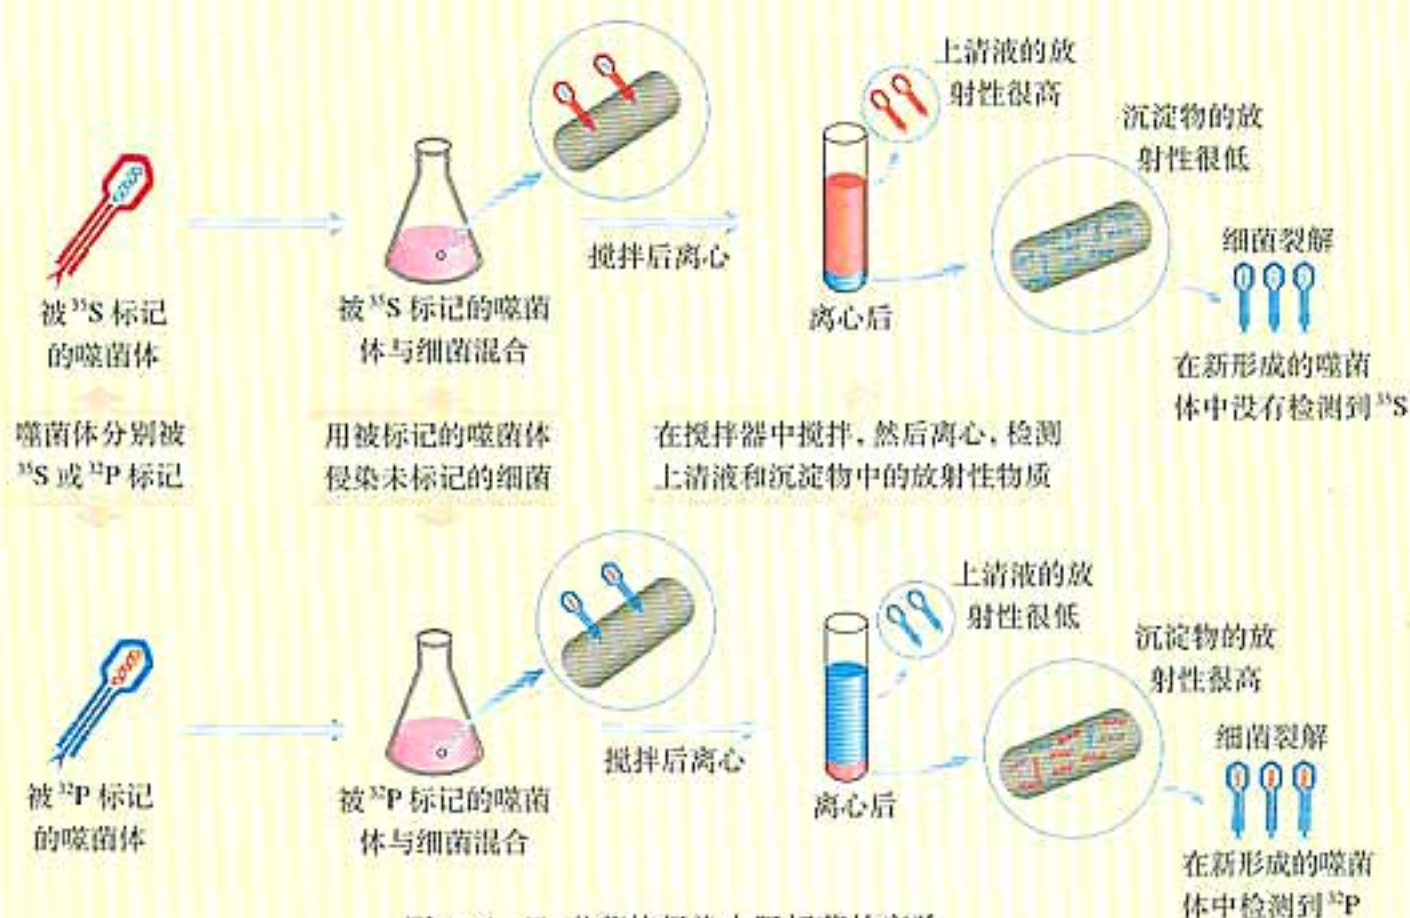 上清液的放
射性很高
沉淀物的放
射性很低
细菌裂解
搅拌后离心
被³⁵S 标记
的噬菌体
被³⁵S 标记的噬菌
体与细菌混合
离心后
在新形成的噬菌
体中没有检测到³⁵S
噬菌体分别被
³⁵S 或³²P 标记
用被标记的噬菌体
侵染未标记的细菌
在搅拌器中搅拌,然后离心,检测
上清液和沉淀物中的放射性物质
上清液的放
射性很低
沉淀物的放
射性很高
细菌裂解
搅拌后离心
被³²P 标记
的噬菌体
被³²P 标记的噬菌
体与细菌混合
离心后
在新形成的噬菌
体中检测到³²P